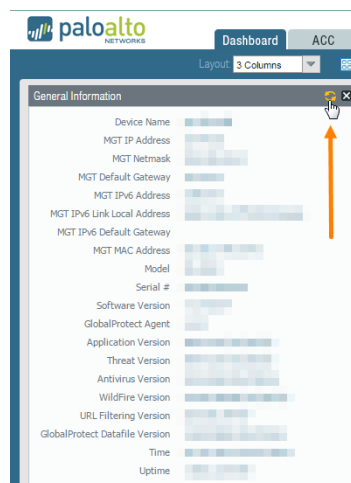 paloalto
NETWORKS
Dashboard
ACC
Layout: 3 Columns
General Information
Device Name
MGT IP Address
MGT Netmask
MGT Default Gateway
MGT IPv6 Address
MGT IPv6 Link Local Address
MGT IPv6 Default Gateway
MGT MAC Address
Model
Serial #
Software Version
GlobalProtect Agent
Application Version
Threat Version
Antivirus Version
WildFire Version
URL Filtering Version
GlobalProtect Datafile Version
Time
Uptime